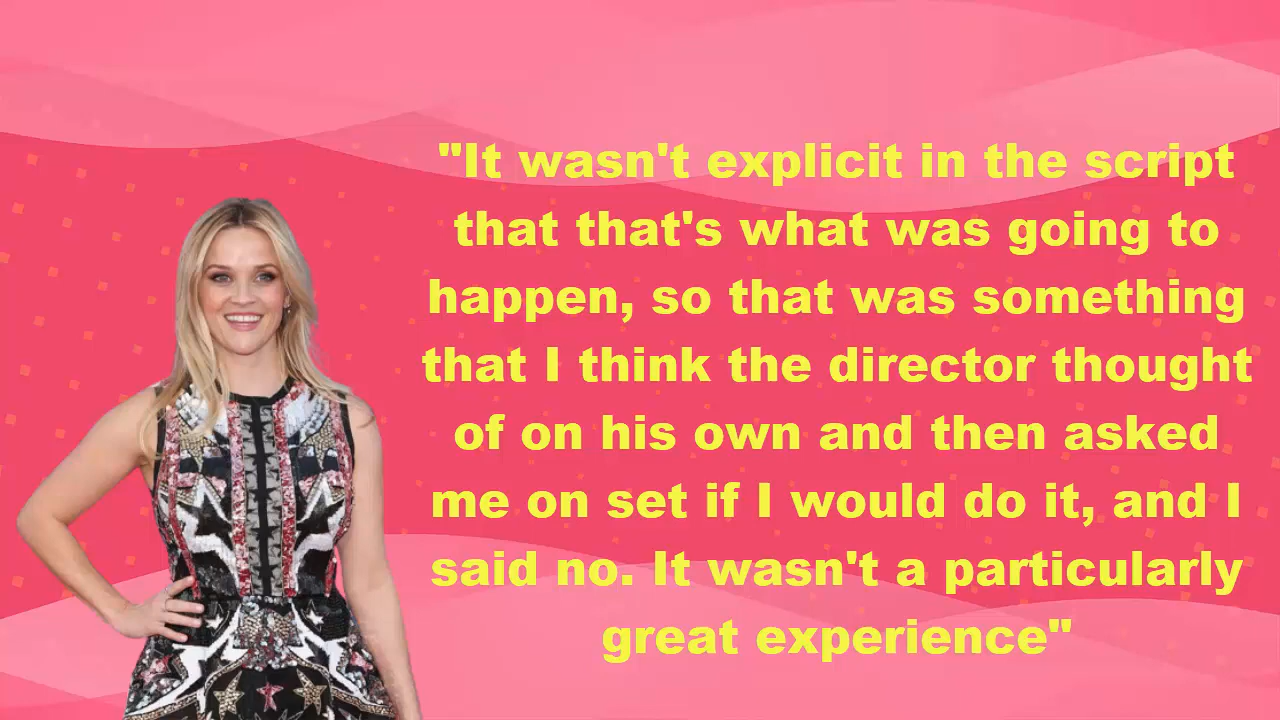 "It wasn't explicit in the script
that that's what was going to
happen, so that was something
that I think the director thought
of on his own and then asked
me on set if I would do it, and I
said no. It wasn't a particularly
great experience"